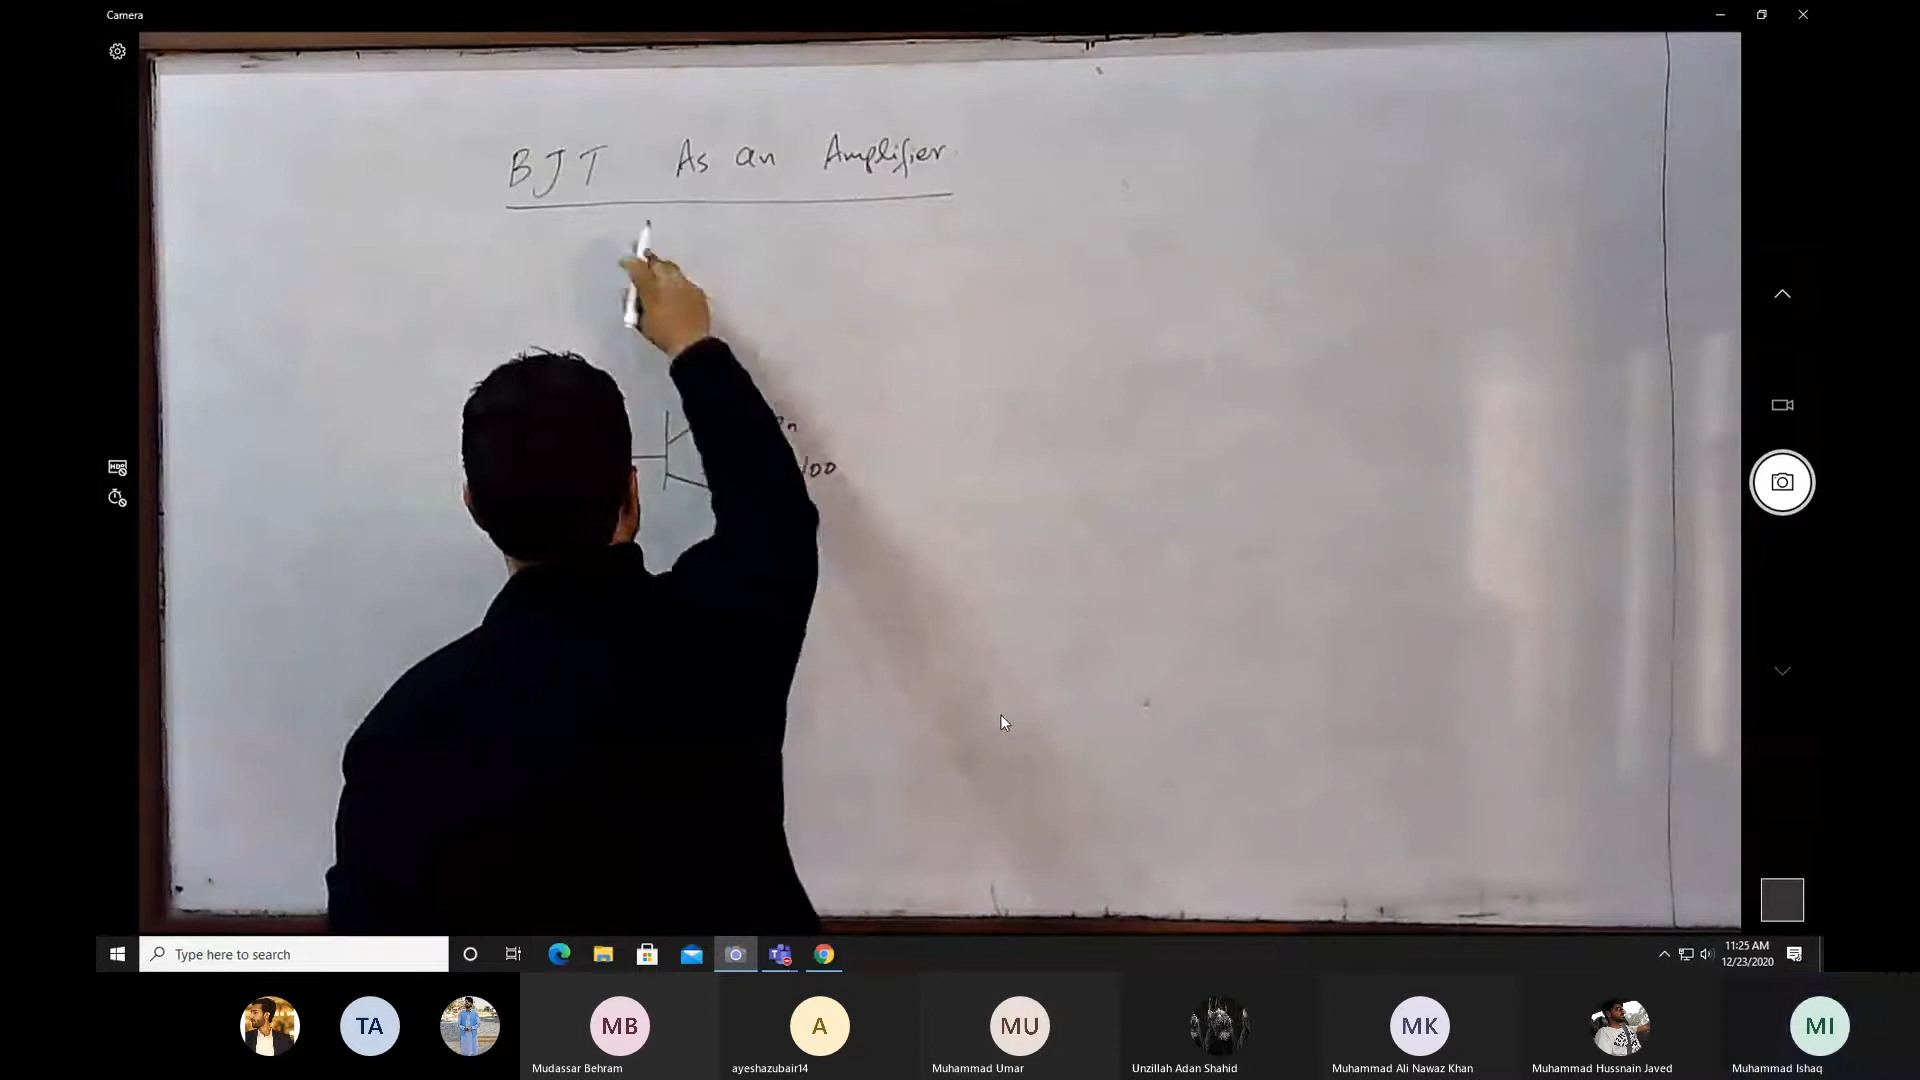 Camera
BJT As an Amplifier
100
Type here to search
11:25 AM
12/23/2020
TA
MB
A
MU
MK
MI
Mudassar Behram
ayeshazubair14
Muhammad Umar
Unzillah Adan Shahid
Muhammad Ali Nawaz Khan
Muhammad Hussnain Javed
Muhammad Ishaq